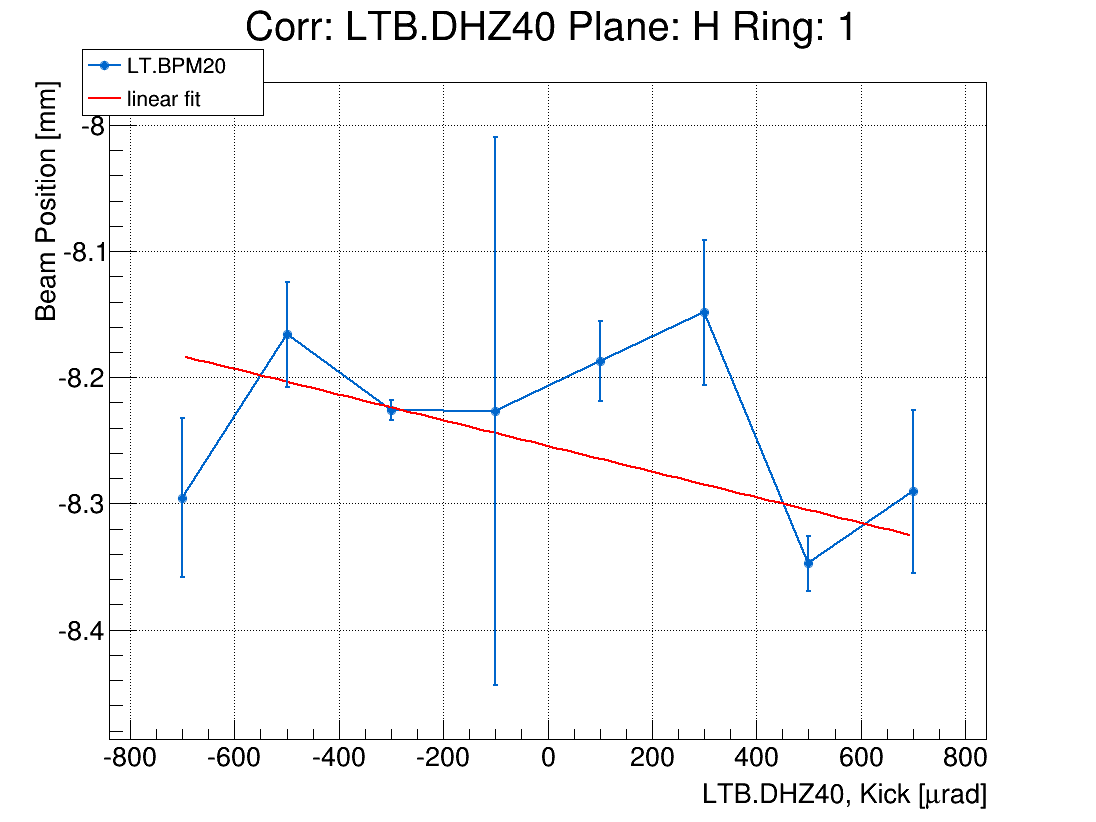 Corr: LTB.DHZ40 Plane: H Ring: 1
LT.BPM20
linear fit
Beam Position [mm]
-8
-8.1
-8.2
-8.3
-8.4
-800 -600 -400 -200 0 200 400 600 800
LTB.DHZ40, Kick [μrad]